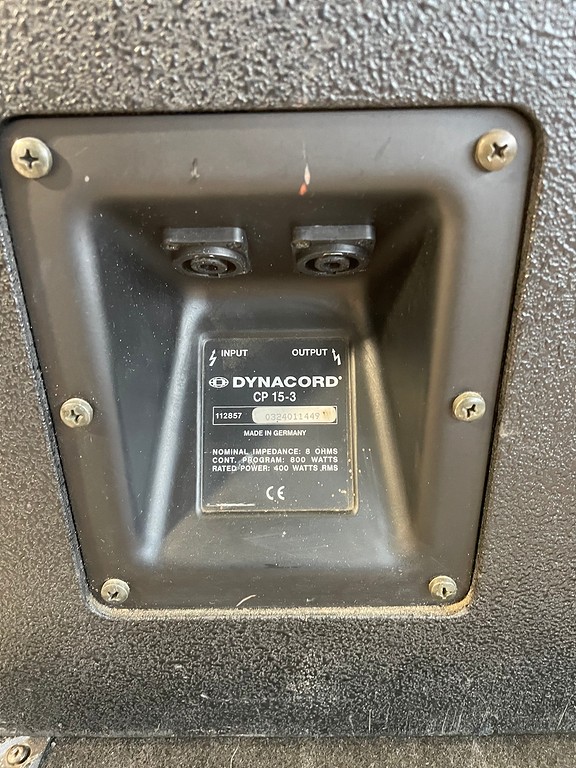 INPUT OUTPUT
DYNACORD®
CP 15-3
112857 0324011449
MADE IN GERMANY
NOMINAL IMPEDANCE: 8 OHMS
CONT. PROGRAM: 800 WATTS
RATED POWER: 400 WATTS RMS
CE